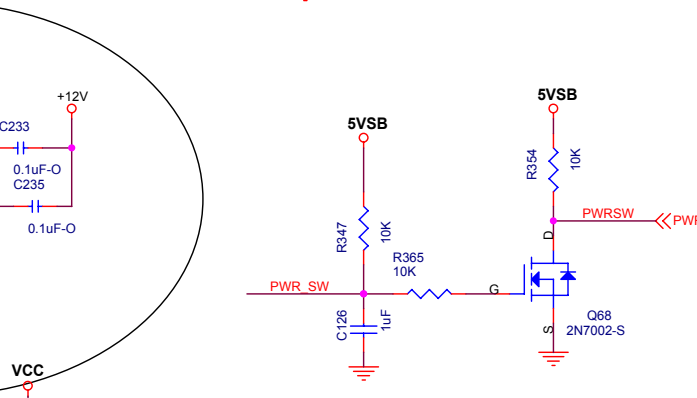 +12V
C233
0.1uF-O
C235
0.1uF-O
VCC
5VSB
R347
10K
R365
10K
PWR_SW
C126
1uF
5VSB
R354
10K
PWRSW
D
G
S
Q68
2N7002-S